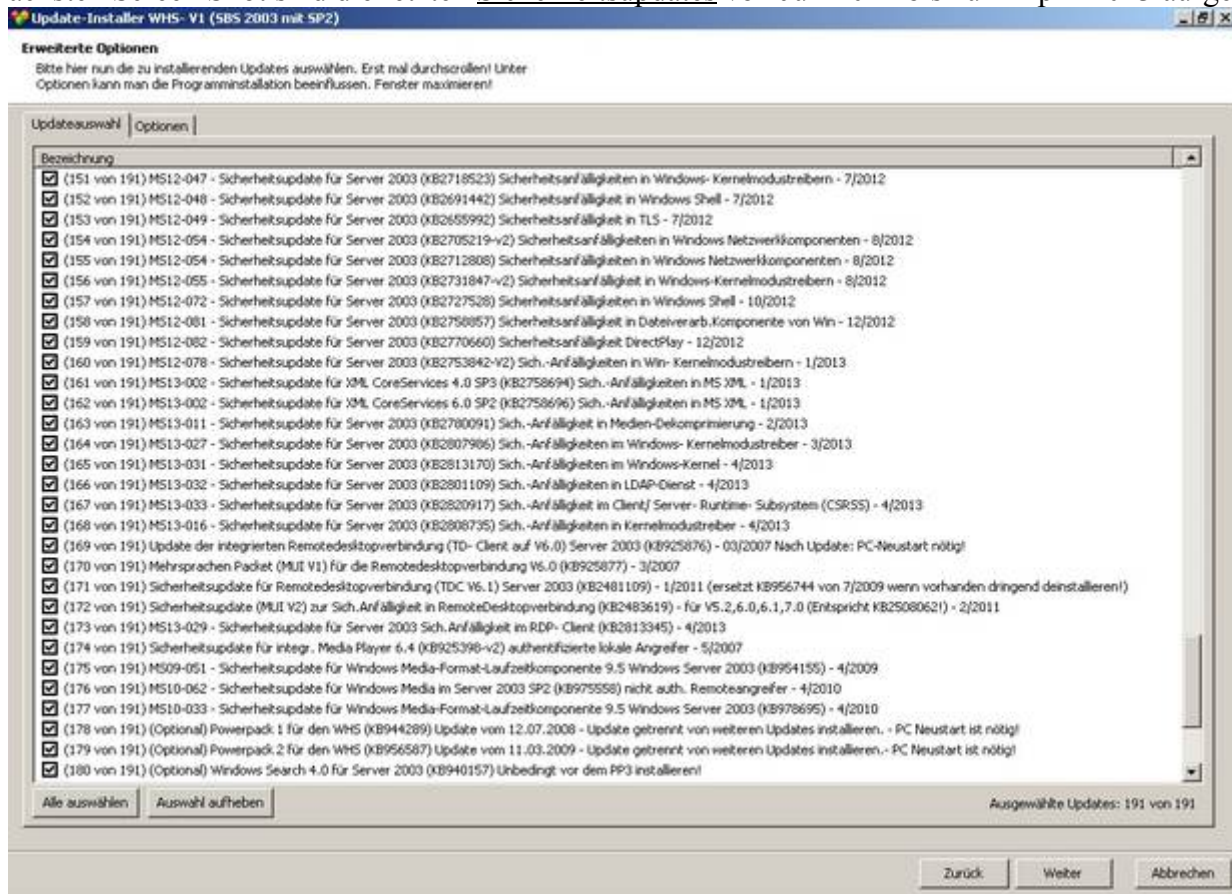 Update-Installer WHS- V1 (SBS 2003 mit SP2)
Erweiterte Optionen
Bitte hier nun die zu installierenden Updates auswählen. Erst mal durchscrollen! Unter
Optionen kann man die Programminstallation beeinflussen. Fenster maximieren!
Updateauswahl Optionen
Bezeichnung
(151 von 191) MS12-047 - Sicherheitsupdate für Server 2003 (KB2718523) Sicherheitsanfälligkeiten in Windows- Kernelmodustreibern - 7/2012
(152 von 191) MS12-048 - Sicherheitsupdate für Server 2003 (KB2691442) Sicherheitsanfälligkeit in Windows Shell - 7/2012
(153 von 191) MS12-049 - Sicherheitsupdate für Server 2003 (KB2655992) Sicherheitsanfälligkeit in TLS - 7/2012
(154 von 191) MS12-054 - Sicherheitsupdate für Server 2003 (KB2705219-v2) Sicherheitsanfälligkeiten in Windows Netzwerkkomponenten - 8/2012
(155 von 191) MS12-054 - Sicherheitsupdate für Server 2003 (KB2712808) Sicherheitsanfälligkeiten in Windows Netzwerkkomponenten - 8/2012
(156 von 191) MS12-055 - Sicherheitsupdate für Server 2003 (KB2731847-v2) Sicherheitsanfälligkeit in Windows-Kernelmodustreibern - 8/2012
(157 von 191) MS12-072 - Sicherheitsupdate für Server 2003 (KB2727528) Sicherheitsanfälligkeiten in Windows Shell - 10/2012
(158 von 191) MS12-081 - Sicherheitsupdate für Server 2003 (KB2758857) Sicherheitsanfälligkeit in Dateiverarb.Komponente von Win - 12/2012
(159 von 191) MS12-082 - Sicherheitsupdate für Server 2003 (KB2770660) Sicherheitsanfälligkeit DirectPlay - 12/2012
(160 von 191) MS12-078 - Sicherheitsupdate für Server 2003 (KB2753842-V2) Sich.-Anfälligkeiten in Win- Kernelmodustreibern - 1/2013
(161 von 191) MS13-002 - Sicherheitsupdate für XML CoreServices 4.0 SP3 (KB2758694) Sich.-Anfälligkeiten in MS XML - 1/2013
(162 von 191) MS13-002 - Sicherheitsupdate für XML CoreServices 6.0 SP2 (KB2758696) Sich.-Anfälligkeiten in MS XML - 1/2013
(163 von 191) MS13-011 - Sicherheitsupdate für Server 2003 (KB2780091) Sich.-Anfälligkeit in Medien-Dekomprimierung - 2/2013
(164 von 191) MS13-027 - Sicherheitsupdate für Server 2003 (KB2807986) Sich.-Anfälligkeiten im Windows- Kernelmodustreiber - 3/2013
(165 von 191) MS13-031 - Sicherheitsupdate für Server 2003 (KB2813170) Sich.-Anfälligkeiten im Windows-Kernel - 4/2013
(166 von 191) MS13-032 - Sicherheitsupdate für Server 2003 (KB2801109) Sich.-Anfälligkeiten in LDAP-Dienst - 4/2013
(167 von 191) MS13-033 - Sicherheitsupdate für Server 2003 (KB2820917) Sich.-Anfälligkeit im Client/ Server- Runtime- Subsystem (CSRSS) - 4/2013
(168 von 191) MS13-016 - Sicherheitsupdate für Server 2003 (KB2808735) Sich.-Anfälligkeiten in Kernelmodustreiber - 4/2013
(169 von 191) Update der integrierten Remotedesktopverbindung (TD- Client auf V6.0) Server 2003 (KB925876) - 03/2007 Nach Update: PC-Neustart nötig!
(170 von 191) Mehrsprachen Packet (MUI V1) für die Remotedesktopverbindung V6.0 (KB925877) - 3/2007
(171 von 191) Sicherheitsupdate für Remotedesktopverbindung (TDC V6.1) Server 2003 (KB2481109) - 1/2011 (ersetzt KB956744 von 7/2009 wenn vorhanden dringend deinstallieren!)
(172 von 191) Sicherheitsupdate (MUI V2) zur Sich.Anfälligkeit in RemoteDesktopverbindung (KB2483619) - für V5.2,6.0,6.1,7.0 (Entspricht KB2508062!) - 2/2011
(173 von 191) MS13-029 - Sicherheitsupdate für Server 2003 Sich.Anfälligkeit im RDP- Client (KB2813345) - 4/2013
(174 von 191) Sicherheitsupdate für integr. Media Player 6.4 (KB925398-v2) authentifizierte lokale Angreifer - 5/2007
(175 von 191) MS09-051 - Sicherheitsupdate für Windows Media-Format-Laufzeitkomponente 9.5 Windows Server 2003 (KB954155) - 4/2009
(176 von 191) MS10-062 - Sicherheitsupdate für Windows Media im Server 2003 SP2 (KB975558) nicht auth. Remoteangreifer - 4/2010
(177 von 191) MS10-033 - Sicherheitsupdate für Windows Media-Format-Laufzeitkomponente 9.5 Windows Server 2003 (KB978695) - 4/2010
(178 von 191) (Optional) Powerpack 1 für den WHS (KB944289) Update vom 12.07.2008 - Update getrennt von weiteren Updates installieren. - PC Neustart ist nötig!
(179 von 191) (Optional) Powerpack 2 für den WHS (KB956587) Update vom 11.03.2009 - Update getrennt von weiteren Updates installieren.- PC Neustart ist nötig!
(180 von 191) (Optional) Windows Search 4.0 für Server 2003 (KB940157) Unbedingt vor dem PP3 installieren!
Alle auswählen Auswahl aufheben Ausgewählte Updates: 191 von 191
Zurück Weiter Abbrechen